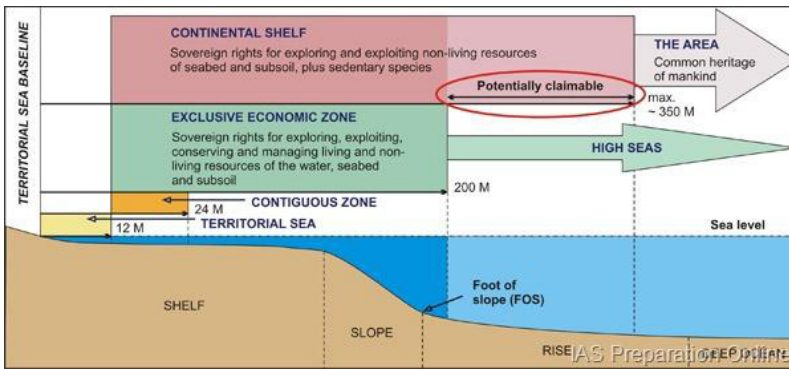 TERRITORIAL SEA BASELINE
CONTINENTAL SHELF
Sovereign rights for exploring and exploiting non-living resources
of seabed and subsoil, plus sedentary species
THE AREA
Common heritage
of mankind
Potentially claimable
max.
~ 350 M
EXCLUSIVE ECONOMIC ZONE
Sovereign rights for exploring, exploiting,
conserving and managing living and non-
living resources of the water, seabed
and subsoil
HIGH SEAS
200 M
CONTIGUOUS ZONE
24 M
TERRITORIAL SEA
12 M
Sea level
Foot of
slope (FOS)
SHELF
SLOPE
RISE
DEEP OCEAN
IAS Preparation Online